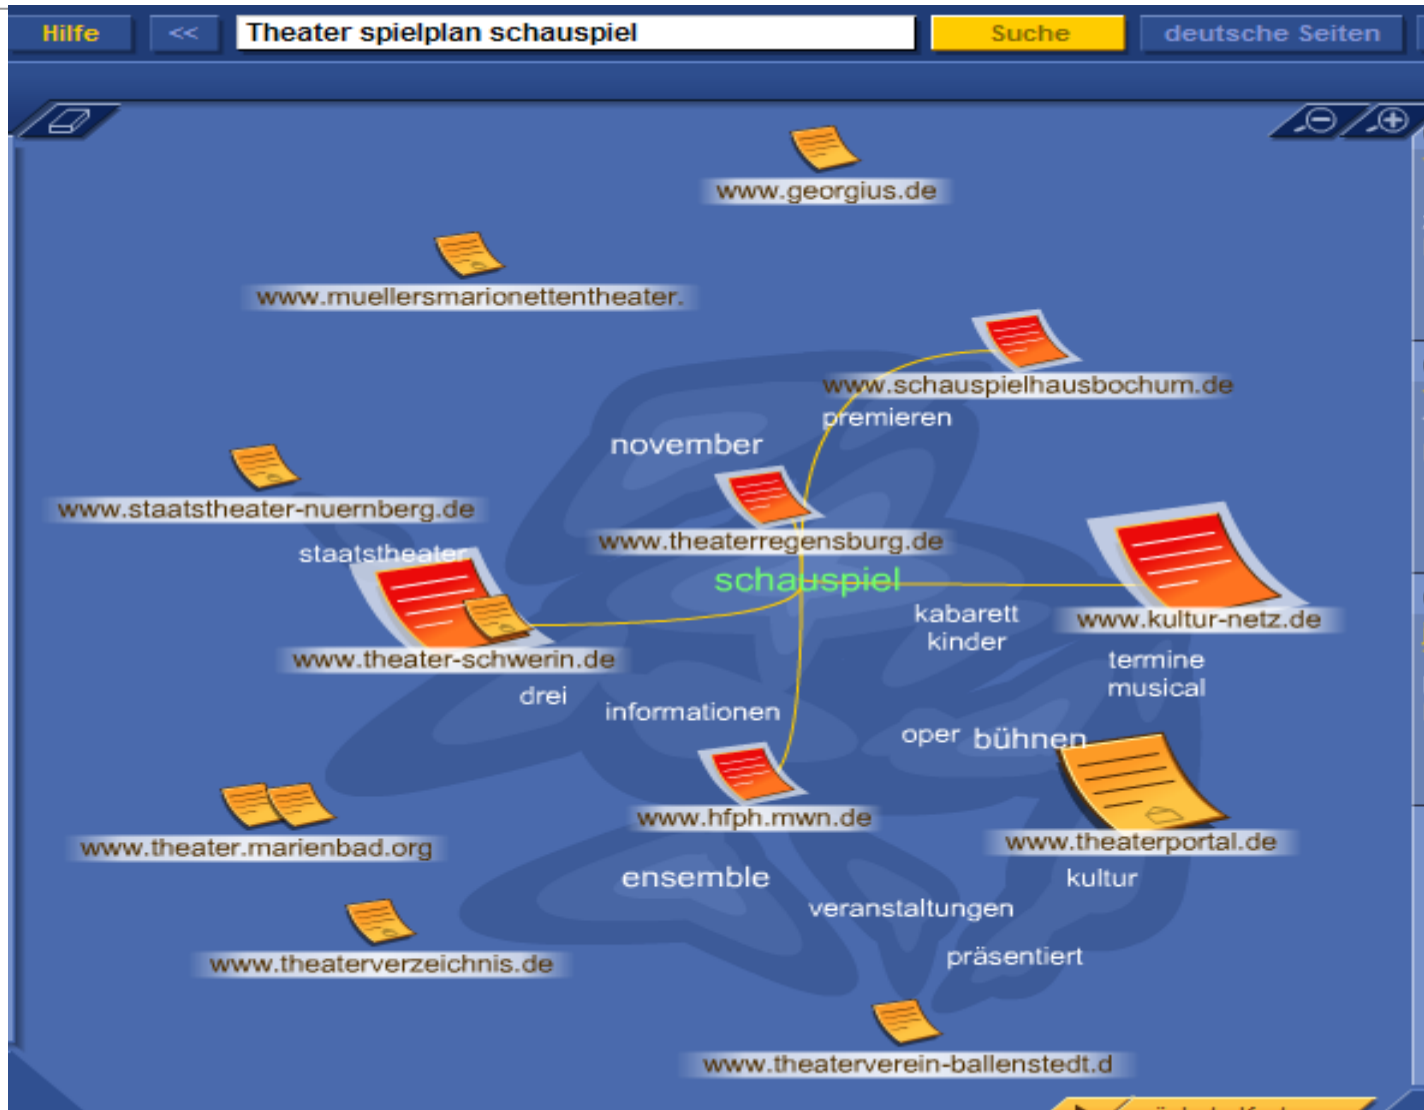 Hilfe
<<
Theater spielplan schauspiel
Suche
deutsche Seiten
www.georgius.de
www.muellersmarionettentheater.
www.schauspielhausbochum.de
premieren
november
www.staatstheater-nuernberg.de
www.theaterregensburg.de
staatstheater
schauspiel
kabarett
kinder
www.kultur-netz.de
www.theater-schwerin.de
termine
musical
drei
informationen
oper
bühnen
www.hfph.mwn.de
www.theaterportal.de
www.theater.marienbad.org
ensemble
kultur
veranstaltungen
präsentiert
www.theaterverzeichnis.de
www.theaterverein-ballenstedt.d